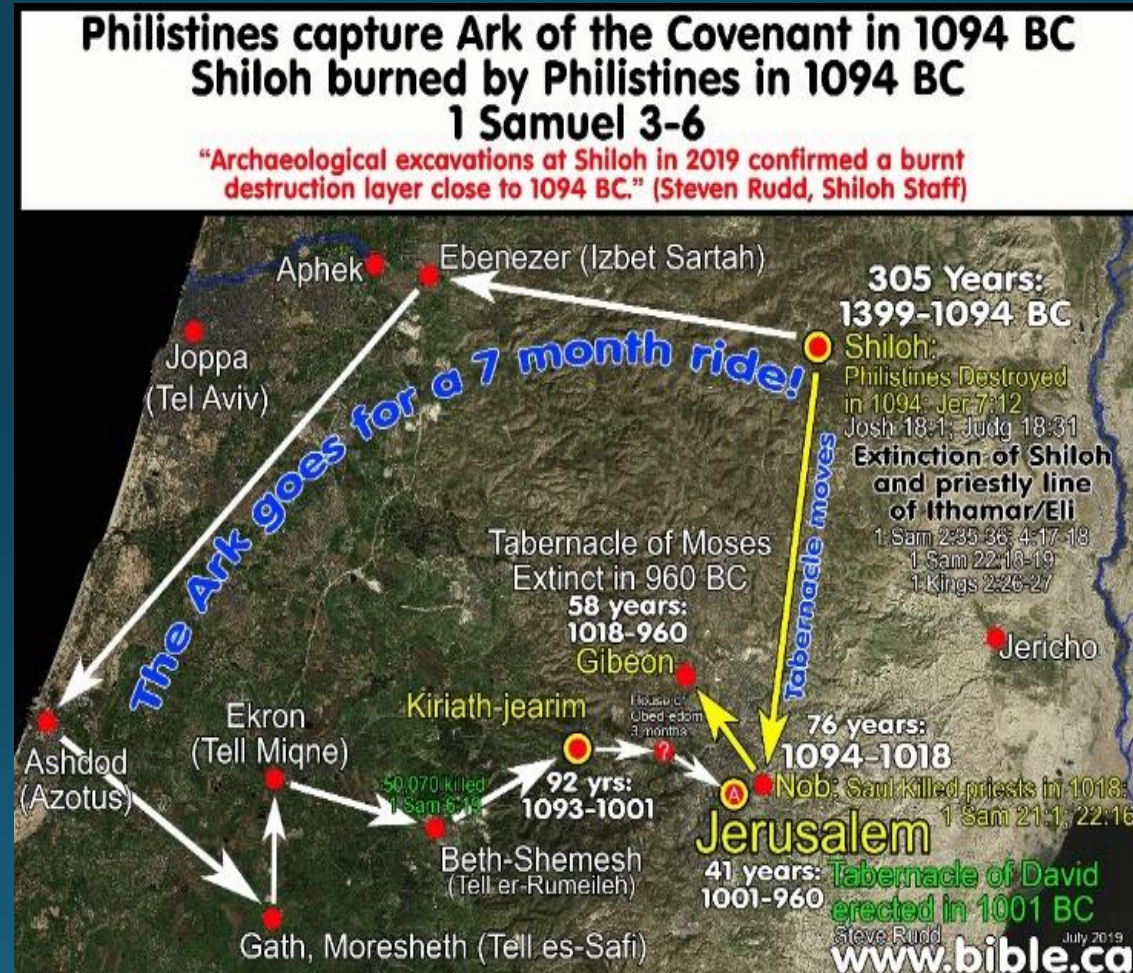 Philistines capture Ark of the Covenant in 1094 BC
Shiloh burned by Philistines in 1094 BC
1 Samuel 3-6
"Archaeological excavations at Shiloh in 2019 confirmed a burnt
destruction layer close to 1094 BC." (Steven Rudd, Shiloh Staff)
Aphek
Ebenezer (Izbet Sartah)
Joppa
(Tel Aviv)
305 Years:
1399-1094 BC
Shiloh:
Philistines Destroyed
in 1094: Jer 7:12
Josh 18:1; Judg 18:31
Extinction of Shiloh
and priestly line
of Ithamar/Eli
1 Sam 2:35-36; 4:17-18
1 Sam 22:18-19
1 Kings 2:26-27
The Ark goes for a 7 month ride!
Tabernacle moves
Tabernacle of Moses
Extinct in 960 BC
58 years:
1018-960
Gibeon
Jericho
Kiriath-jearim
92 yrs:
1093-1001
House of
Obed-edom
3 months
?
Ekron
(Tell Miqne)
Ashdod
(Azotus)
50,070 killed
1 Sam 6:19
Beth-Shemesh
(Tell er-Rumeileh)
Gath, Moresheth (Tell es-Safi)
76 years:
1094-1018
Nob: Saul Killed priests in 1018:
1 Sam 21:1; 22:16
A
Jerusalem
41 years:
1001-960
Tabernacle of David
erected in 1001 BC
Steve Rudd
July 2019
www.bible.ca